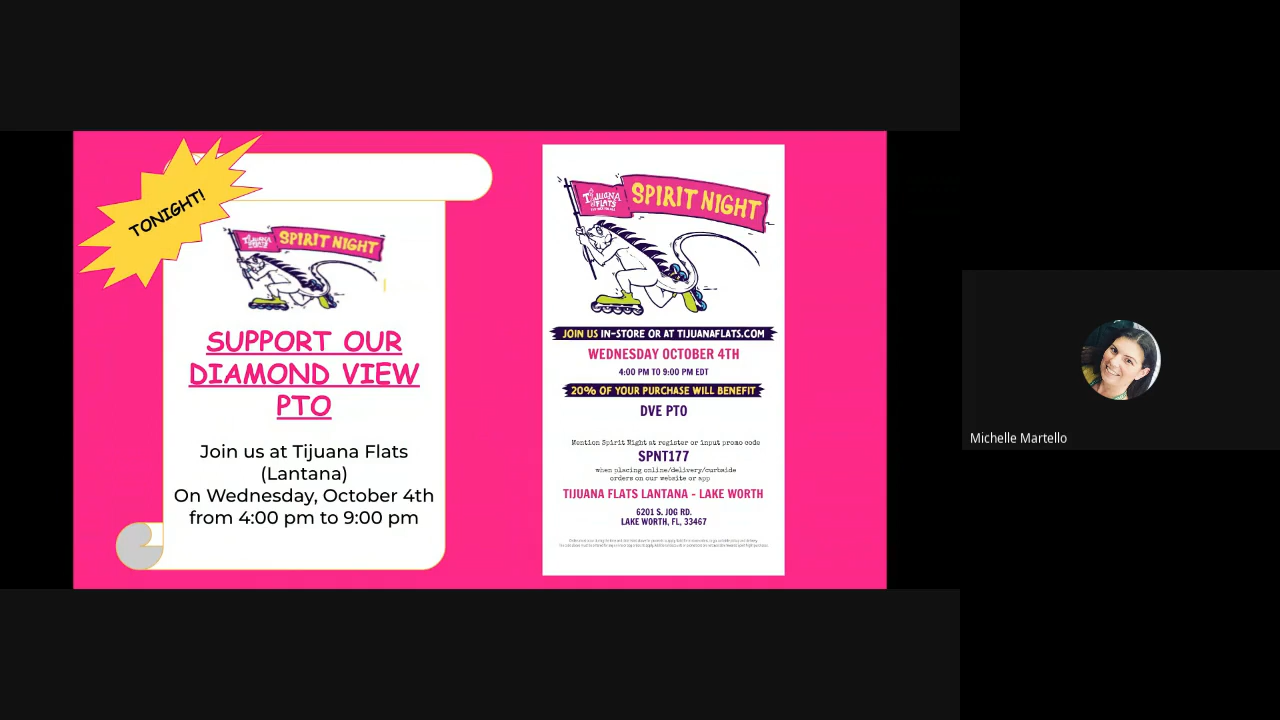 TONIGHT!
TIJUANA FLATS
SPIRIT NIGHT
SUPPORT OUR
DIAMOND VIEW
PTO
Join us at Tijuana Flats
(Lantana)
On Wednesday, October 4th
from 4:00 pm to 9:00 pm
TIJUANA
FLATS
SPIRIT NIGHT
JOIN US IN-STORE OR AT TIJUANAFLATS.COM
WEDNESDAY OCTOBER 4TH
4:00 PM TO 9:00 PM EDT
20% OF YOUR PURCHASE WILL BENEFIT
DVE PTO
Mention Spirit Night at register or input promo code
SPNT177
when placing online/delivery/curbside
orders on our website or app
TIJUANA FLATS LANTANA - LAKE WORTH
6201 S. JOG RD.
LAKE WORTH, FL, 33467
Michelle Martello